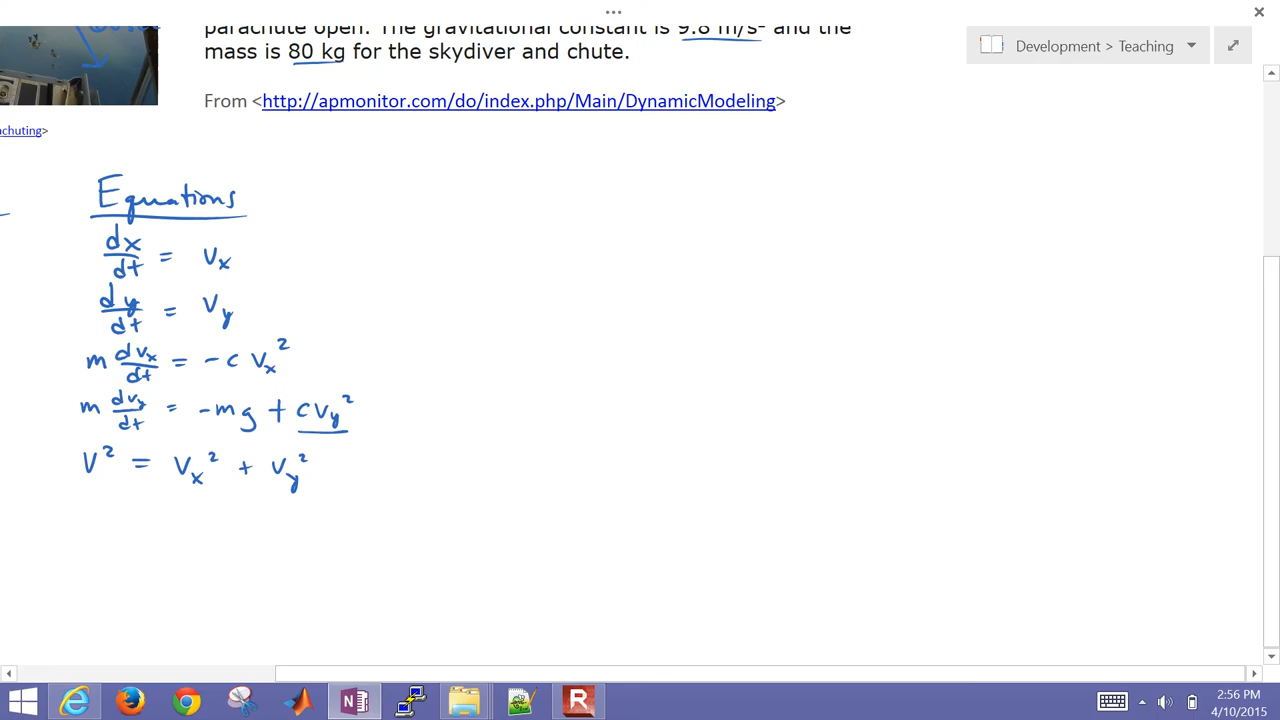 parachute open. The gravitational constant is 9.8 m/s² and the
mass is 80 kg for the skydiver and chute.
Development > Teaching
From <http://apmonitor.com/do/index.php/Main/DynamicModeling>
achuting>
Equations
dx/dt = vx
dy/dt = vy
m dvx/dt = -c vx²
m dvy/dt = -mg + cvy²
V² = Vx² + Vy²
2:56 PM
4/10/2015